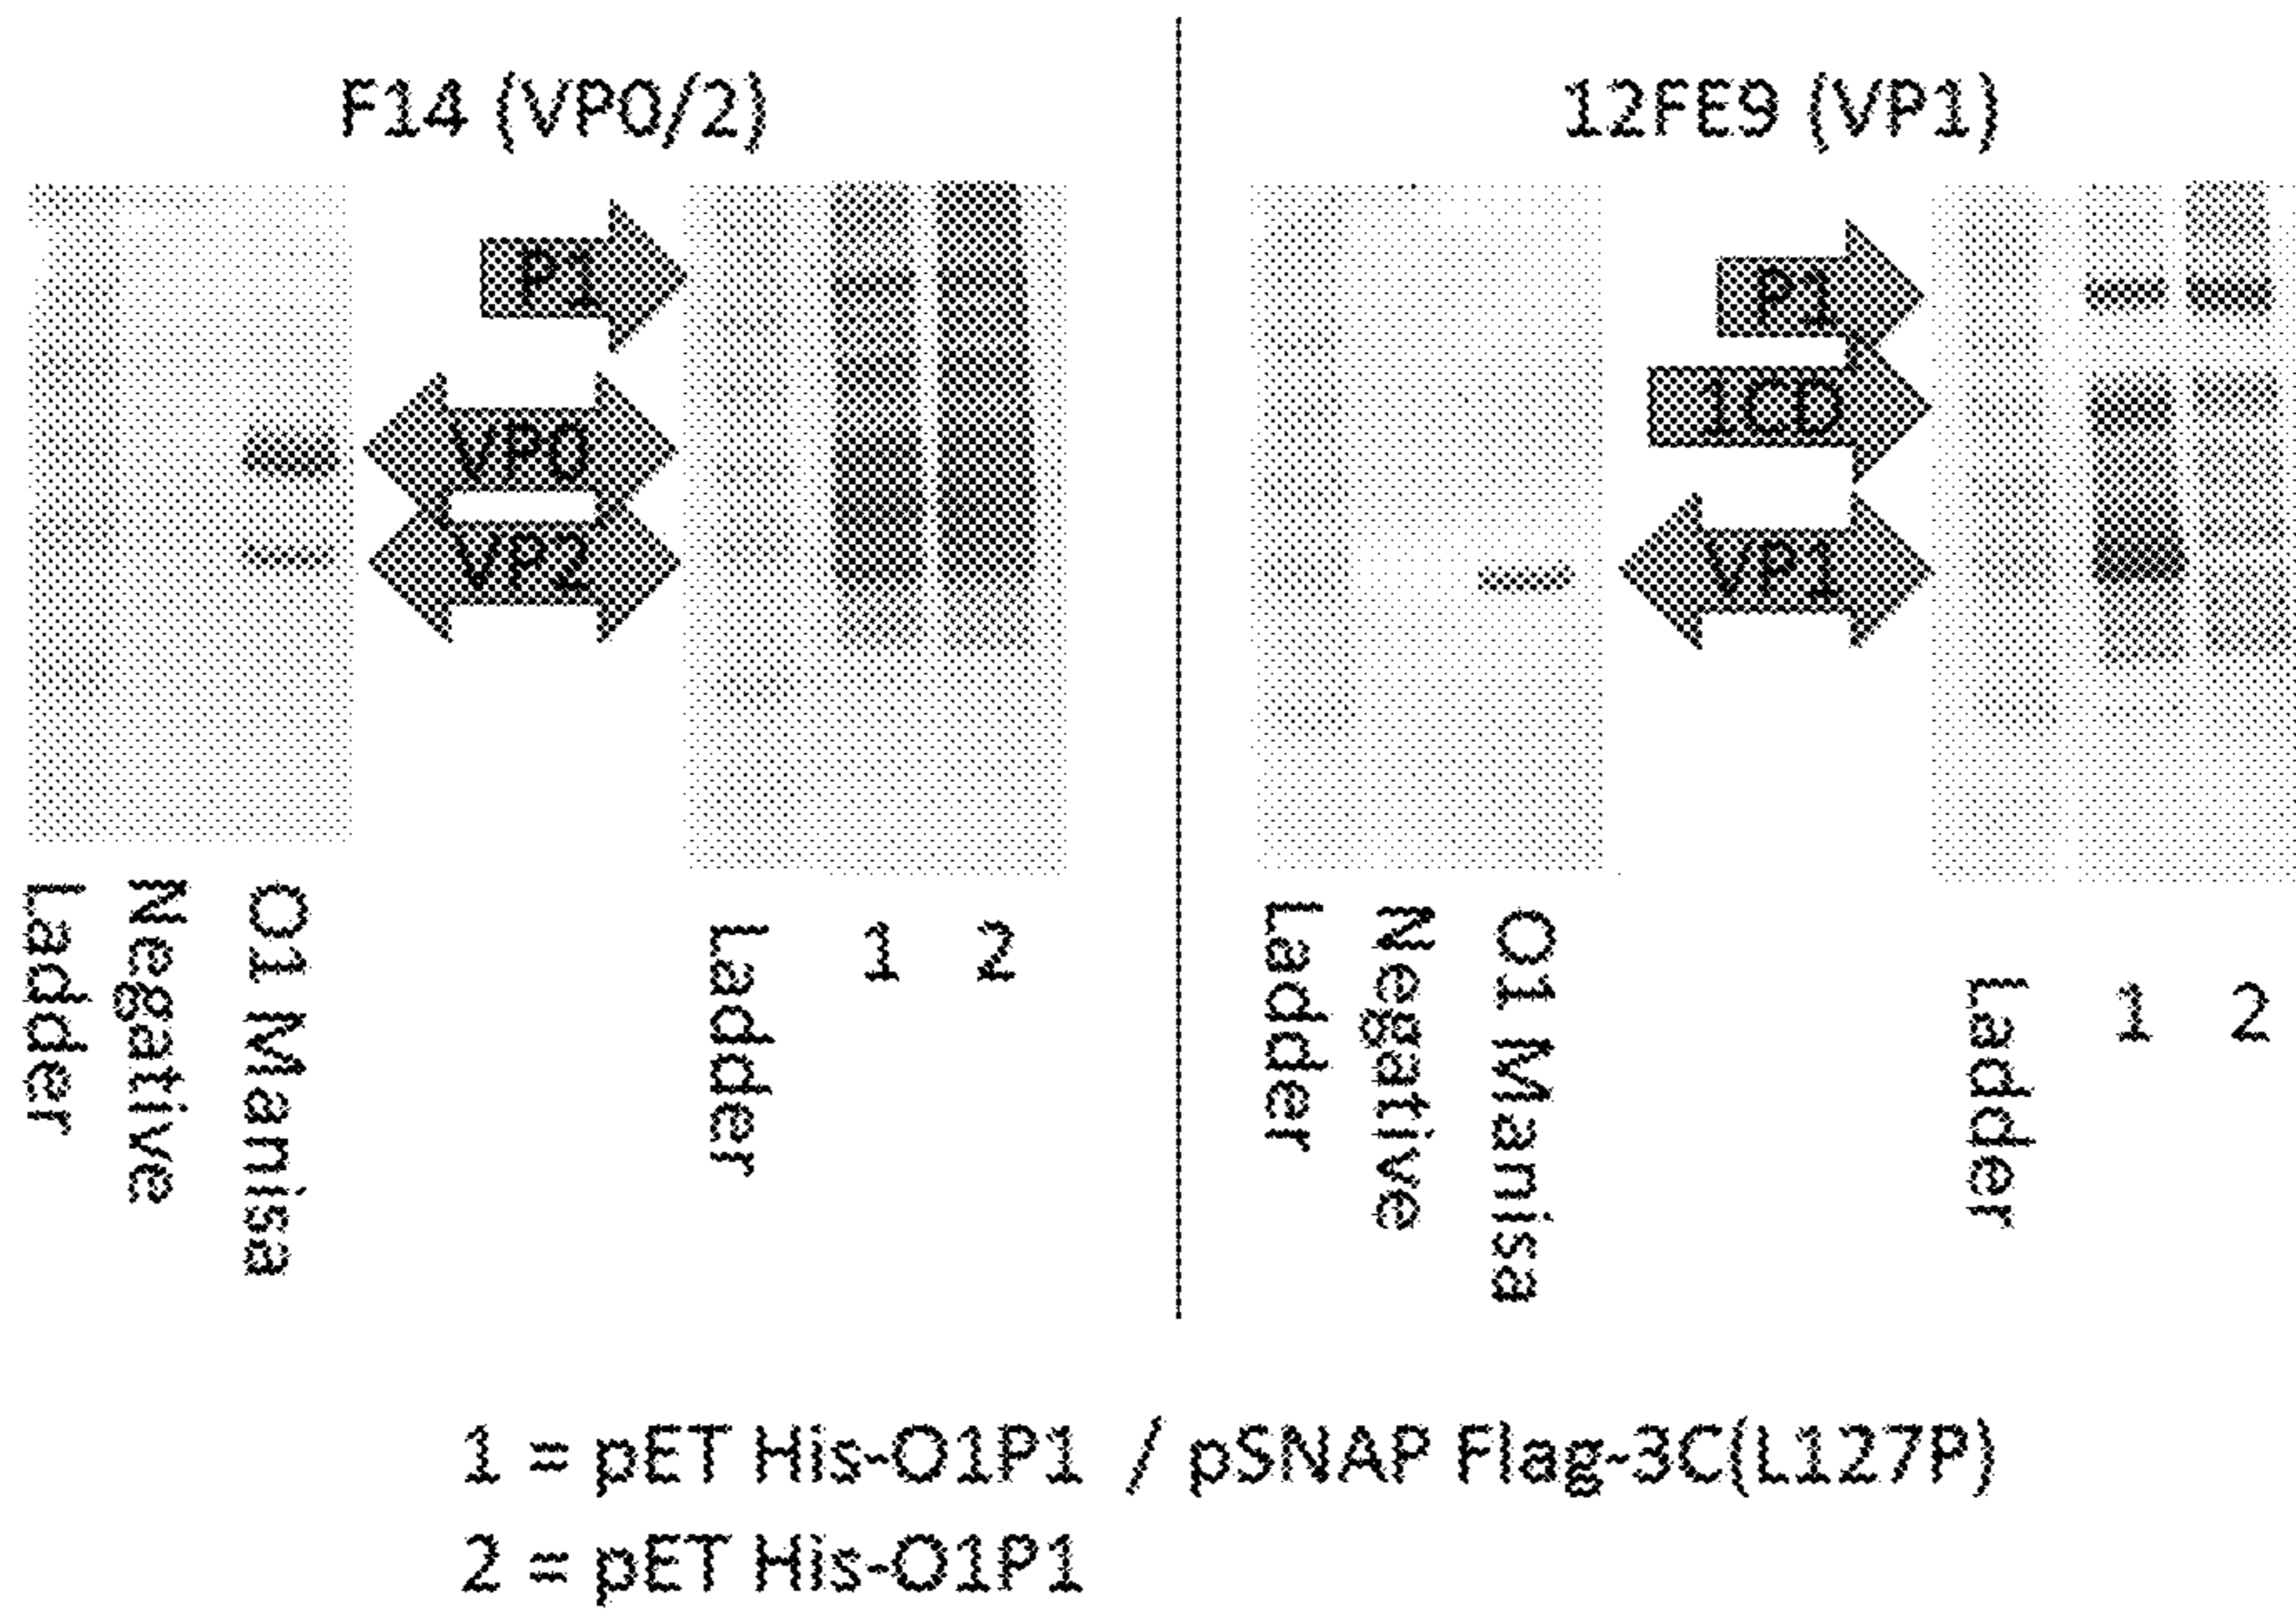 F14 (VP0/2)
P1
VP0
VP2
Ladder
Negative
O1 Manisa
Ladder
1 2
12FE9 (VP1)
P1
1CD
VP1
Ladder
Negative
O1 Manisa
Ladder
1 2
1 = pET His-O1P1 / pSNAP Flag-3C(L127P)
2 = pET His-O1P1